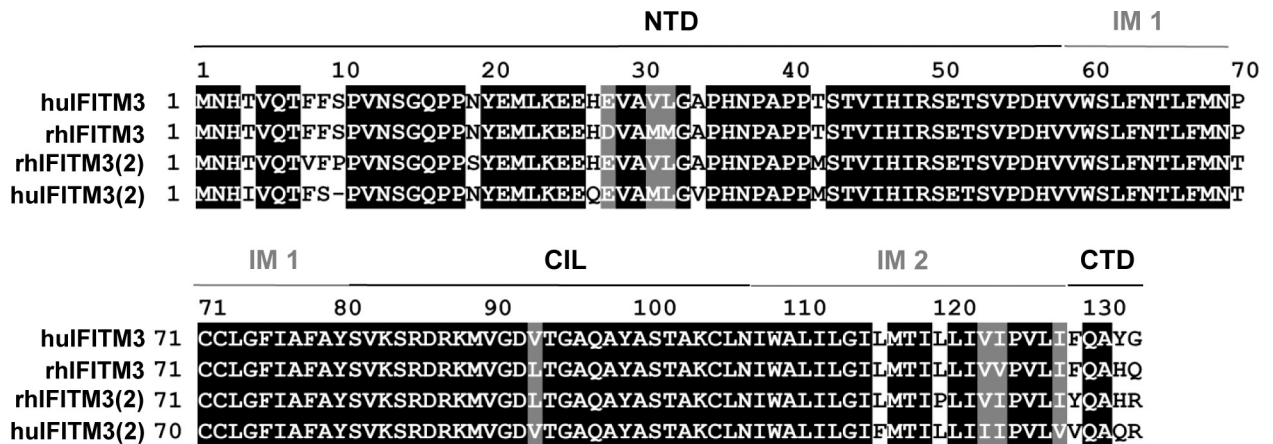 NTD IM 1
1 10 20 30 40 50 60 70
huIFITM3 1 MNHTVQTFFSPVNSGQPPNYEMLKEEHEVAVLGAPHNPAPPTSTVIHIRSETSVPDHVVWSLFNTLFMNP
rhIFITM3 1 MNHTVQTFFSPVNSGQPPNYEMLKEEHDVAMMGAPHNPAPPTSTVIHIRSETSVPDHVVWSLFNTLFMNP
rhIFITM3(2) 1 MNHTVQTVFPPVNSGQPPSYEMLKEEHEVAVLGAPHNPAPPMSTVIHIRSETSVPDHVVWSLFNTLFMNT
huIFITM3(2) 1 MNHIVQTFS-PVNSGQPPNYEMLKEEQEVAMLGVPHNPAPPMSTVIHIRSETSVPDHVVWSLFNTLFMNT
IM 1 CIL IM 2 CTD
71 80 90 100 110 120 130
huIFITM3 71 CCLGFIAFAYSVKSRDRKMVGDVTGAQAYASTAKCLNIWALILGILMTILLIVIPVLIFQAYG
rhIFITM3 71 CCLGFIAFAYSVKSRDRKMVGDLTGAQAYASTAKCLNIWALILGILMTILLIVVPVLIFQAHQ
rhIFITM3(2) 71 CCLGFIAFAYSVKSRDRKMVGDLTGAQAYASTAKCLNIWALILGILMTIPLIVIPVLIYQAHR
huIFITM3(2) 70 CCLGFIAFAYSVKSRDRKMVGDVTGAQAYASTAKCLNIWALILGIFMTILLIIIPVLVVQAQR